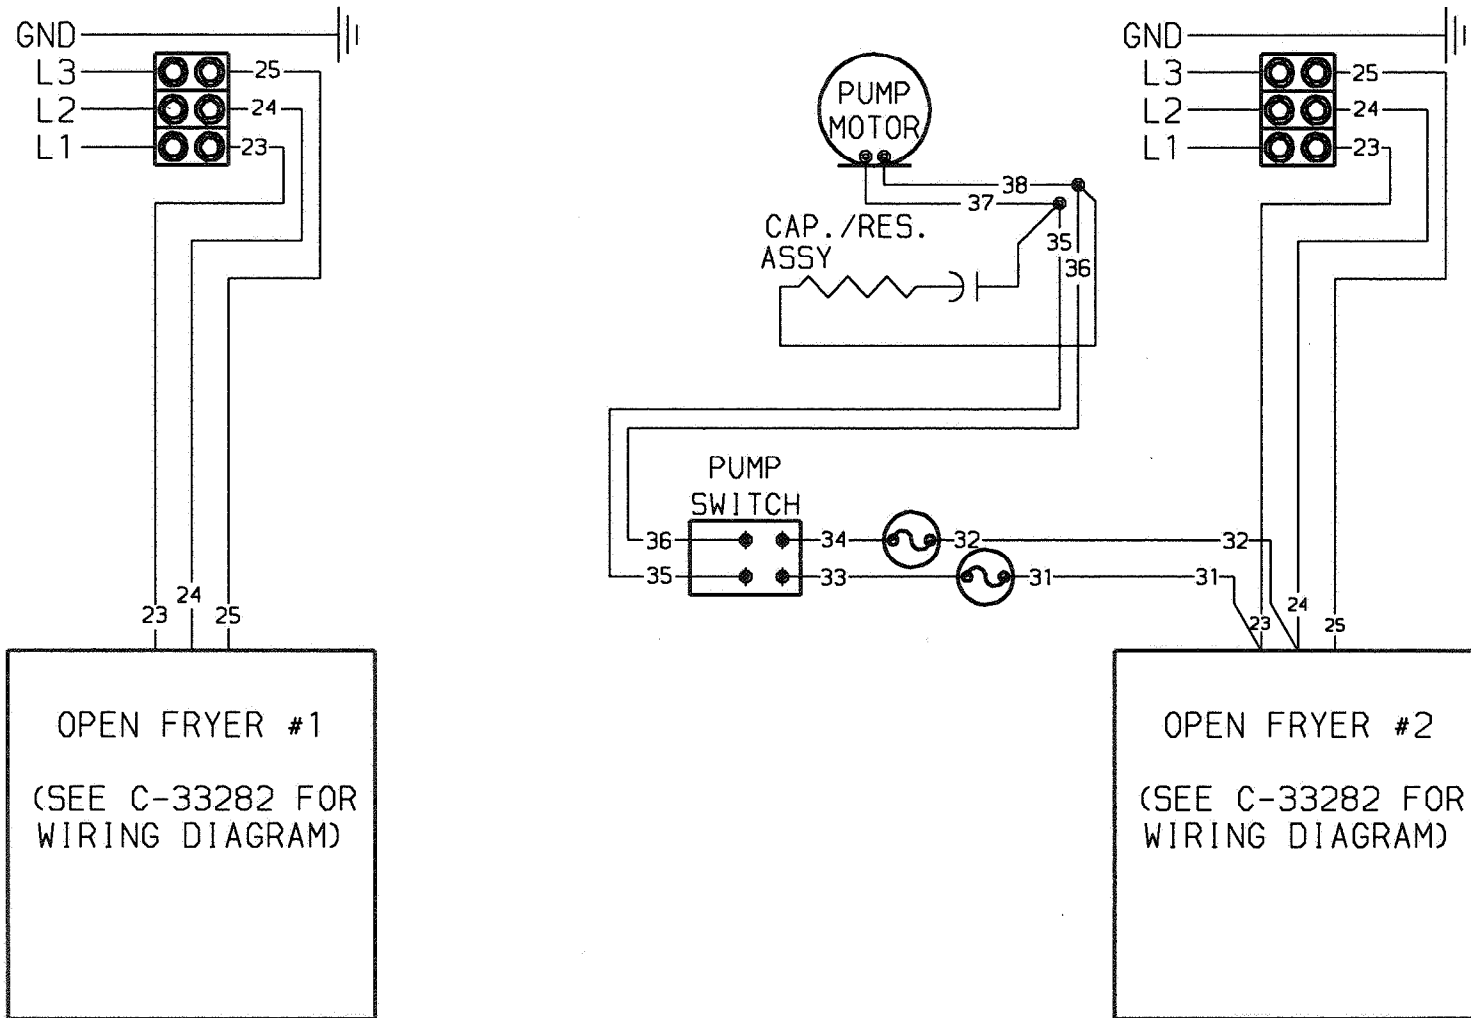 GND
L3
L2
L1
25
24
23
23
24
25
OPEN FRYER #1
(SEE C-33282 FOR
WIRING DIAGRAM)
PUMP
MOTOR
38
37
CAP./RES.
ASSY
35
36
PUMP
SWITCH
36
34
32
32
35
33
31
31
GND
L3
L2
L1
25
24
23
23
24
25
OPEN FRYER #2
(SEE C-33282 FOR
WIRING DIAGRAM)